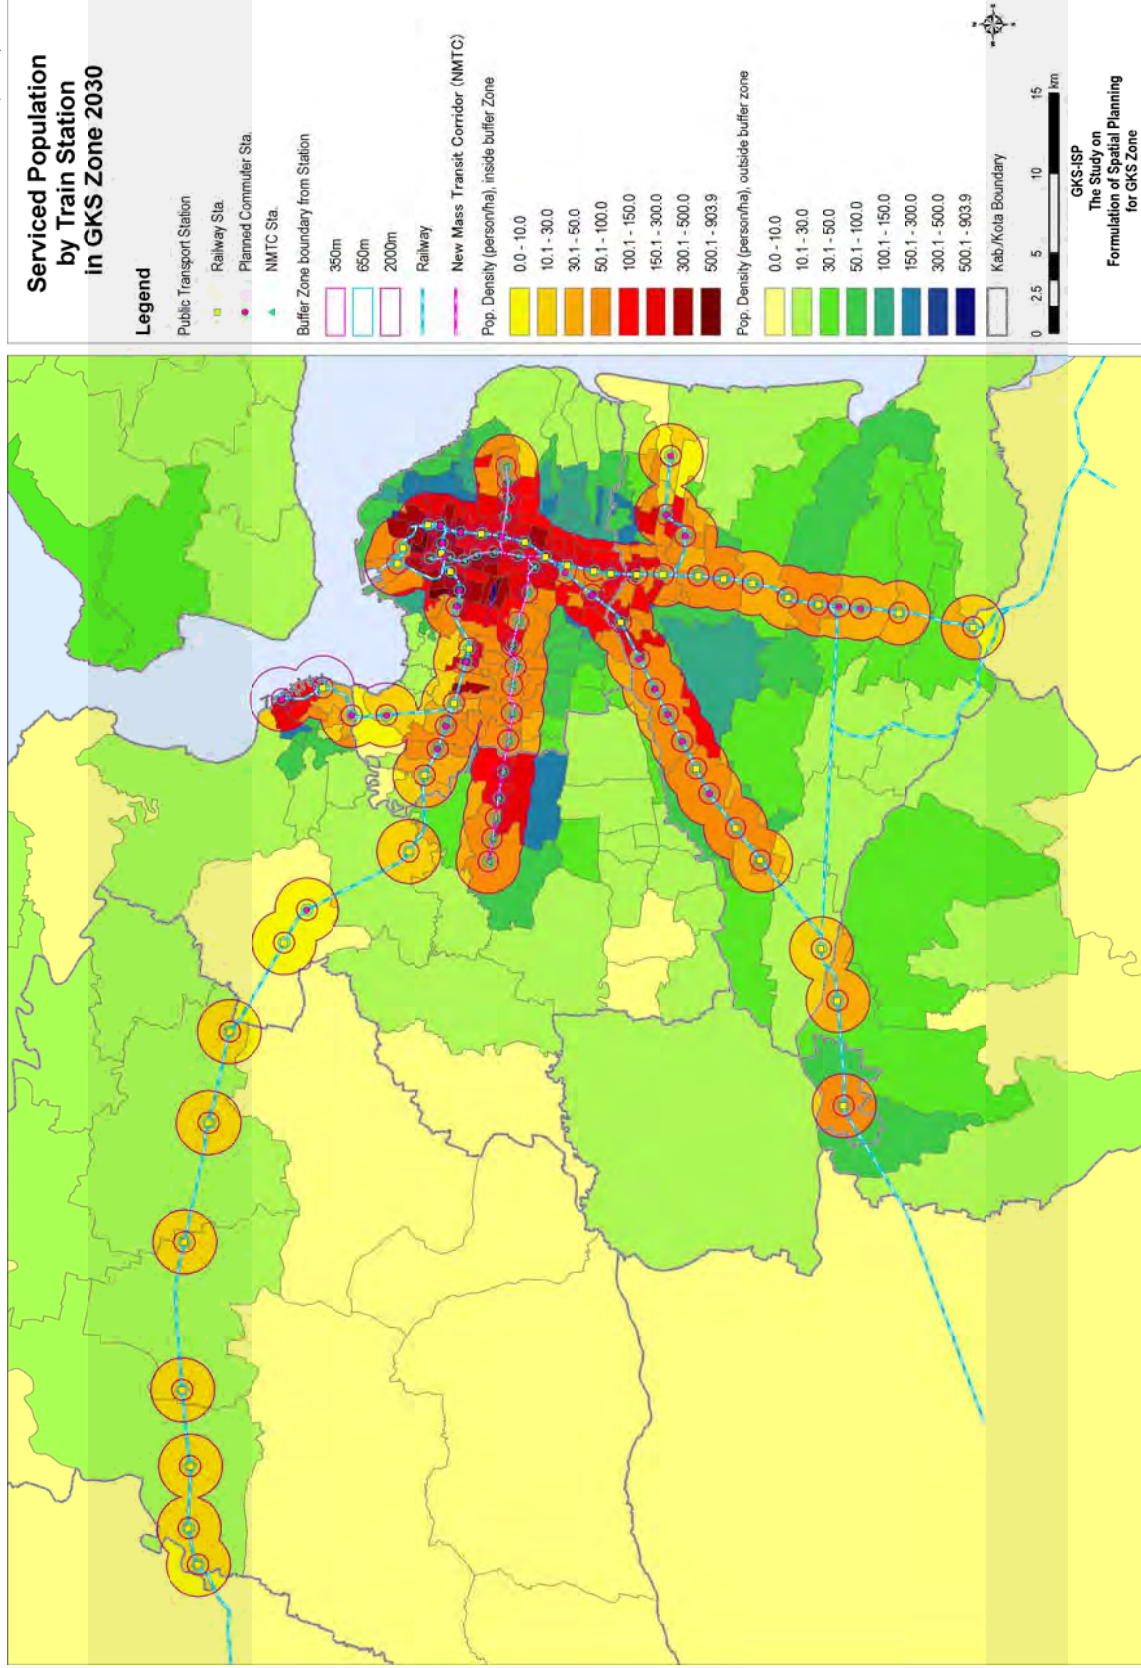 Serviced Population
by Train Station
in GKS Zone 2030
Legend
Public Transport Station
Railway Sta.
Planned Commuter Sta.
NMTC Sta.
Buffer Zone boundary from Station
350m
650m
2000m
Railway
New Mass Transit Corridor (NMTC)
Pop. Density (person/ha), inside buffer Zone
0.0 - 10.0
10.1 - 30.0
30.1 - 50.0
50.1 - 100.0
100.1 - 150.0
150.1 - 300.0
300.1 - 500.0
500.1 - 903.9
Pop. Density (person/ha), outside buffer zone
0.0 - 10.0
10.1 - 30.0
30.1 - 50.0
50.1 - 100.0
100.1 - 150.0
150.1 - 300.0
300.1 - 500.0
500.1 - 903.9
Kab./Kota Boundary
0 2.5 5 10 15
km
GKS-ISP
The Study on
Formulation of Spatial Planning
for GKS Zone